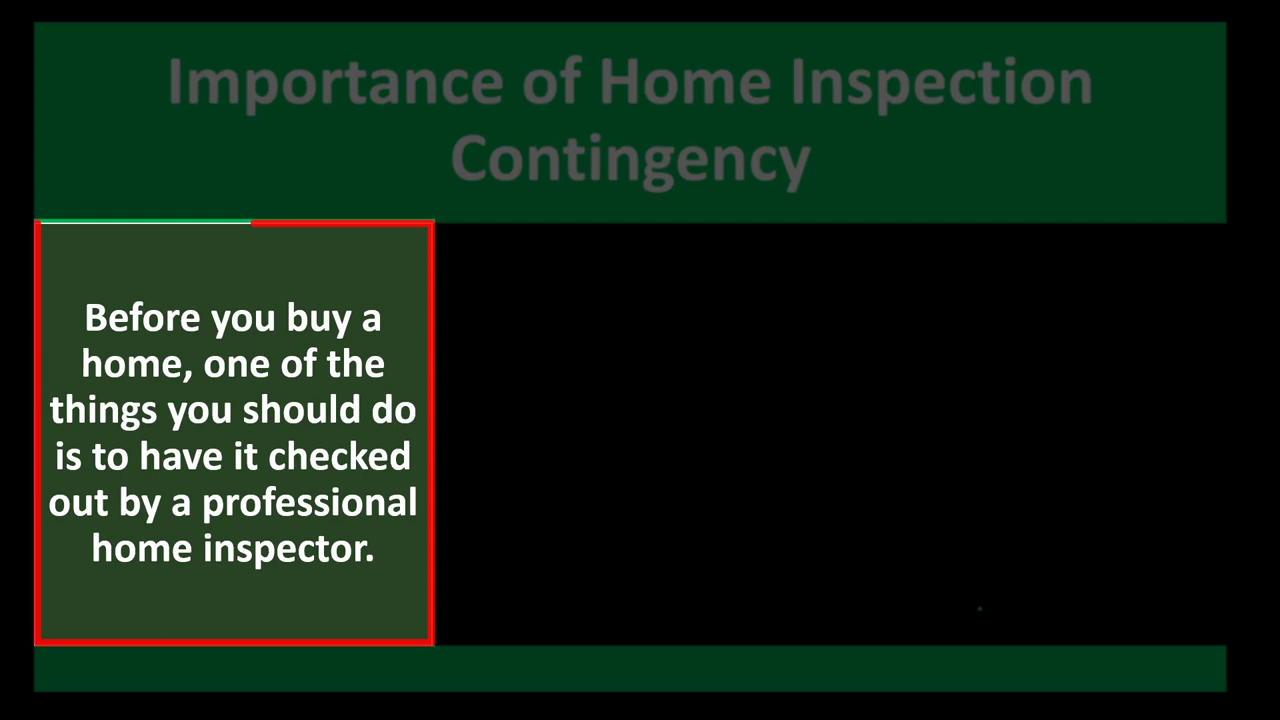 Importance of Home Inspection
Contingency
Before you buy a
home, one of the
things you should do
is to have it checked
out by a professional
home inspector.